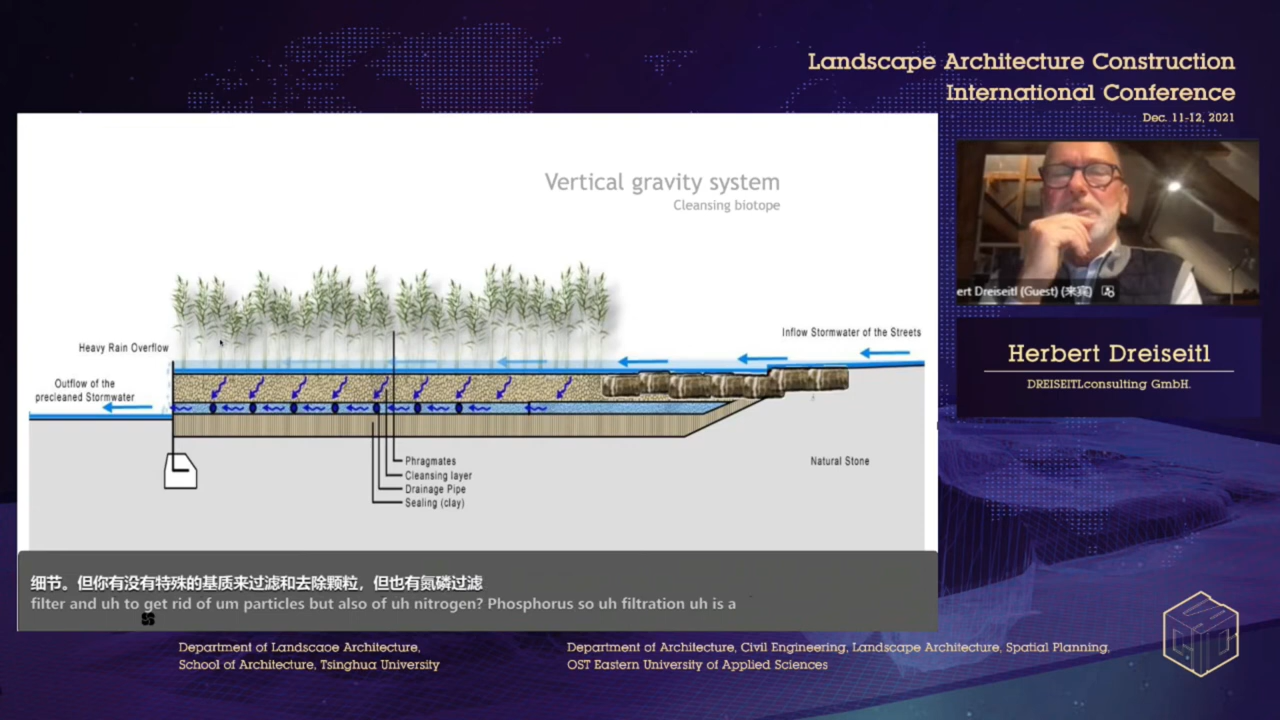 Landscape Architecture Construction
International Conference
Dec. 11-12, 2021
Vertical gravity system
Cleansing biotope
Inflow Stormwater of the Streets
Heavy Rain Overflow
Outflow of the
precleaned Stormwater
Phragmates
Cleansing layer
Drainage Pipe
Sealing (clay)
Natural Stone
ert Dreiseitl (Guest) (来宾)
Herbert Dreiseitl
DREISEITLconsulting GmbH.
细节。但你有没有特殊的基质来过滤和去除颗粒，但也有氮磷过滤
filter and uh to get rid of um particles but also of uh nitrogen? Phosphorus so uh filtration uh is a
Department of Landscape Architecture,
School of Architecture, Tsinghua University
Department of Architecture, Civil Engineering, Landscape Architecture, Spatial Planning,
OST Eastern University of Applied Sciences